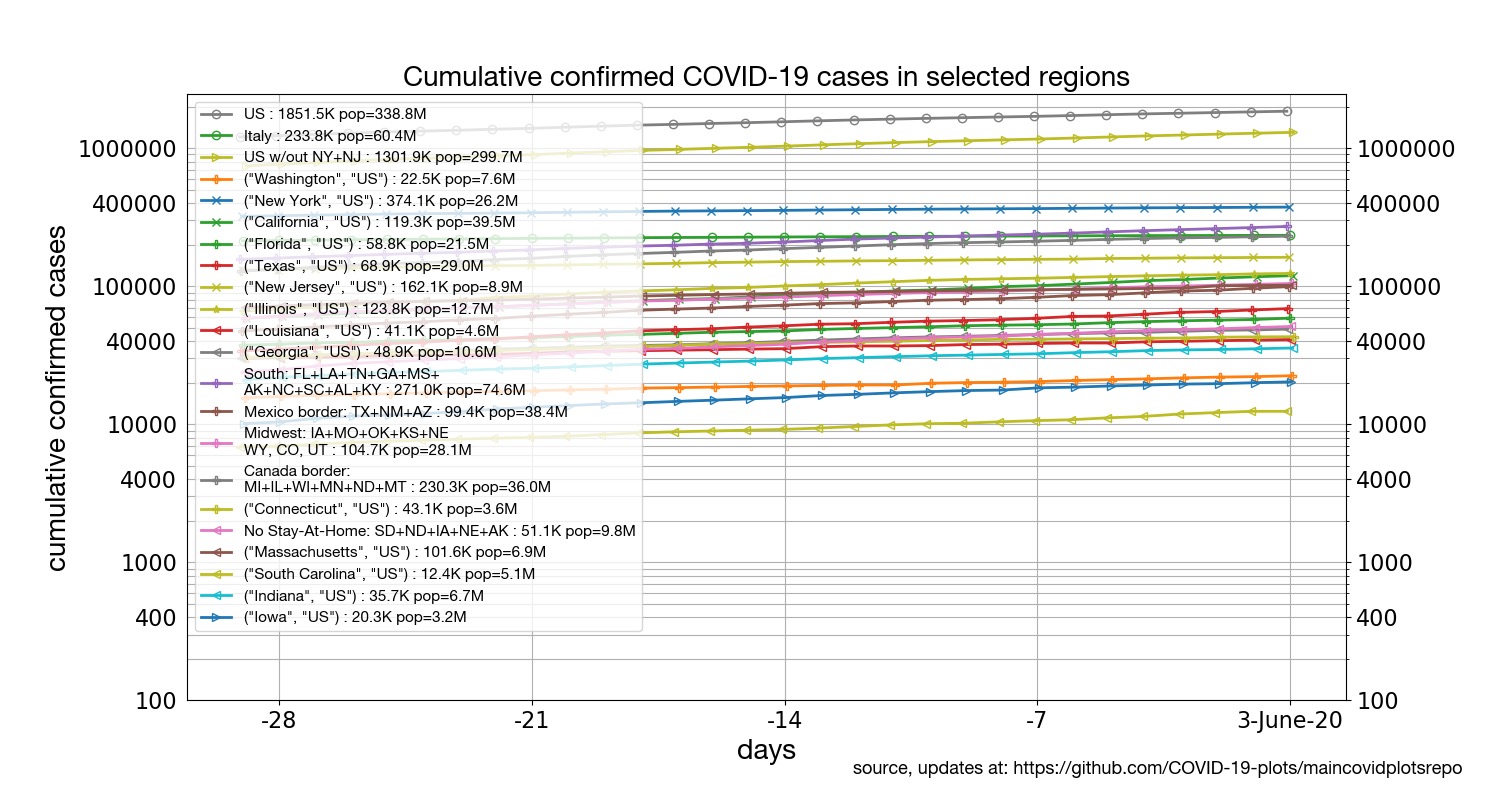 Cumulative confirmed COVID-19 cases in selected regions
US : 1851.5K pop=338.8M
Italy : 233.8K pop=60.4M
US w/out NY+NJ : 1301.9K pop=299.7M
("Washington", "US") : 22.5K pop=7.6M
("New York", "US") : 374.1K pop=26.2M
("California", "US") : 119.3K pop=39.5M
("Florida", "US") : 58.8K pop=21.5M
("Texas", "US") : 68.9K pop=29.0M
("New Jersey", "US") : 162.1K pop=8.9M
("Illinois", "US") : 123.8K pop=12.7M
("Louisiana", "US") : 41.1K pop=4.6M
("Georgia", "US") : 48.9K pop=10.6M
South: FL+LA+TN+GA+MS+
AK+NC+SC+AL+KY : 271.0K pop=74.6M
Mexico border: TX+NM+AZ : 99.4K pop=38.4M
Midwest: IA+MO+OK+KS+NE
WY, CO, UT : 104.7K pop=28.1M
Canada border:
MI+IL+WI+MN+ND+MT : 230.3K pop=36.0M
("Connecticut", "US") : 43.1K pop=3.6M
No Stay-At-Home: SD+ND+IA+NE+AK : 51.1K pop=9.8M
("Massachusetts", "US") : 101.6K pop=6.9M
("South Carolina", "US") : 12.4K pop=5.1M
("Indiana", "US") : 35.7K pop=6.7M
("Iowa", "US") : 20.3K pop=3.2M
cumulative confirmed cases
1000000
400000
100000
40000
10000
4000
1000
400
100
1000000
400000
100000
40000
10000
4000
1000
400
100
-28
-21
-14
-7
3-June-20
days
source, updates at: https://github.com/COVID-19-plots/maincovidplotsrepo